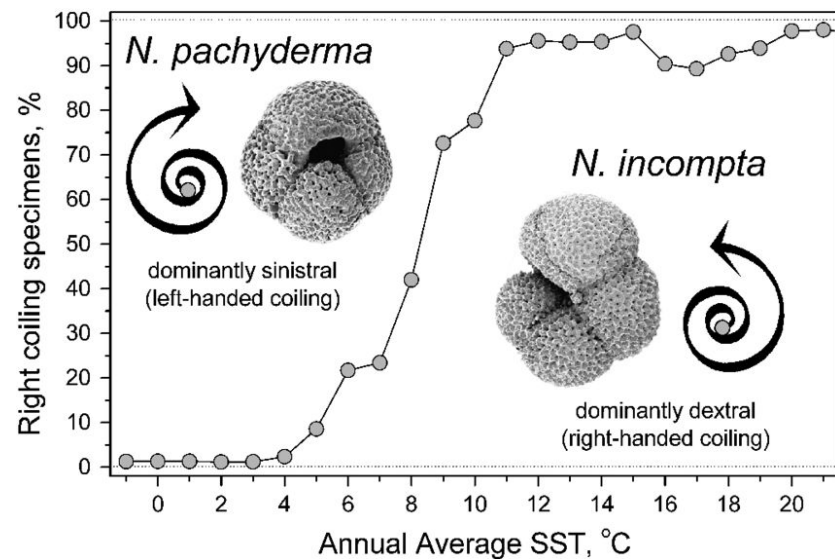 Right coiling specimens, %
100
90
80
70
60
50
40
30
20
10
0
N. pachyderma
dominantly sinistral
(left-handed coiling)
N. incompta
dominantly dextral
(right-handed coiling)
0 2 4 6 8 10 12 14 16 18 20
Annual Average SST, °C